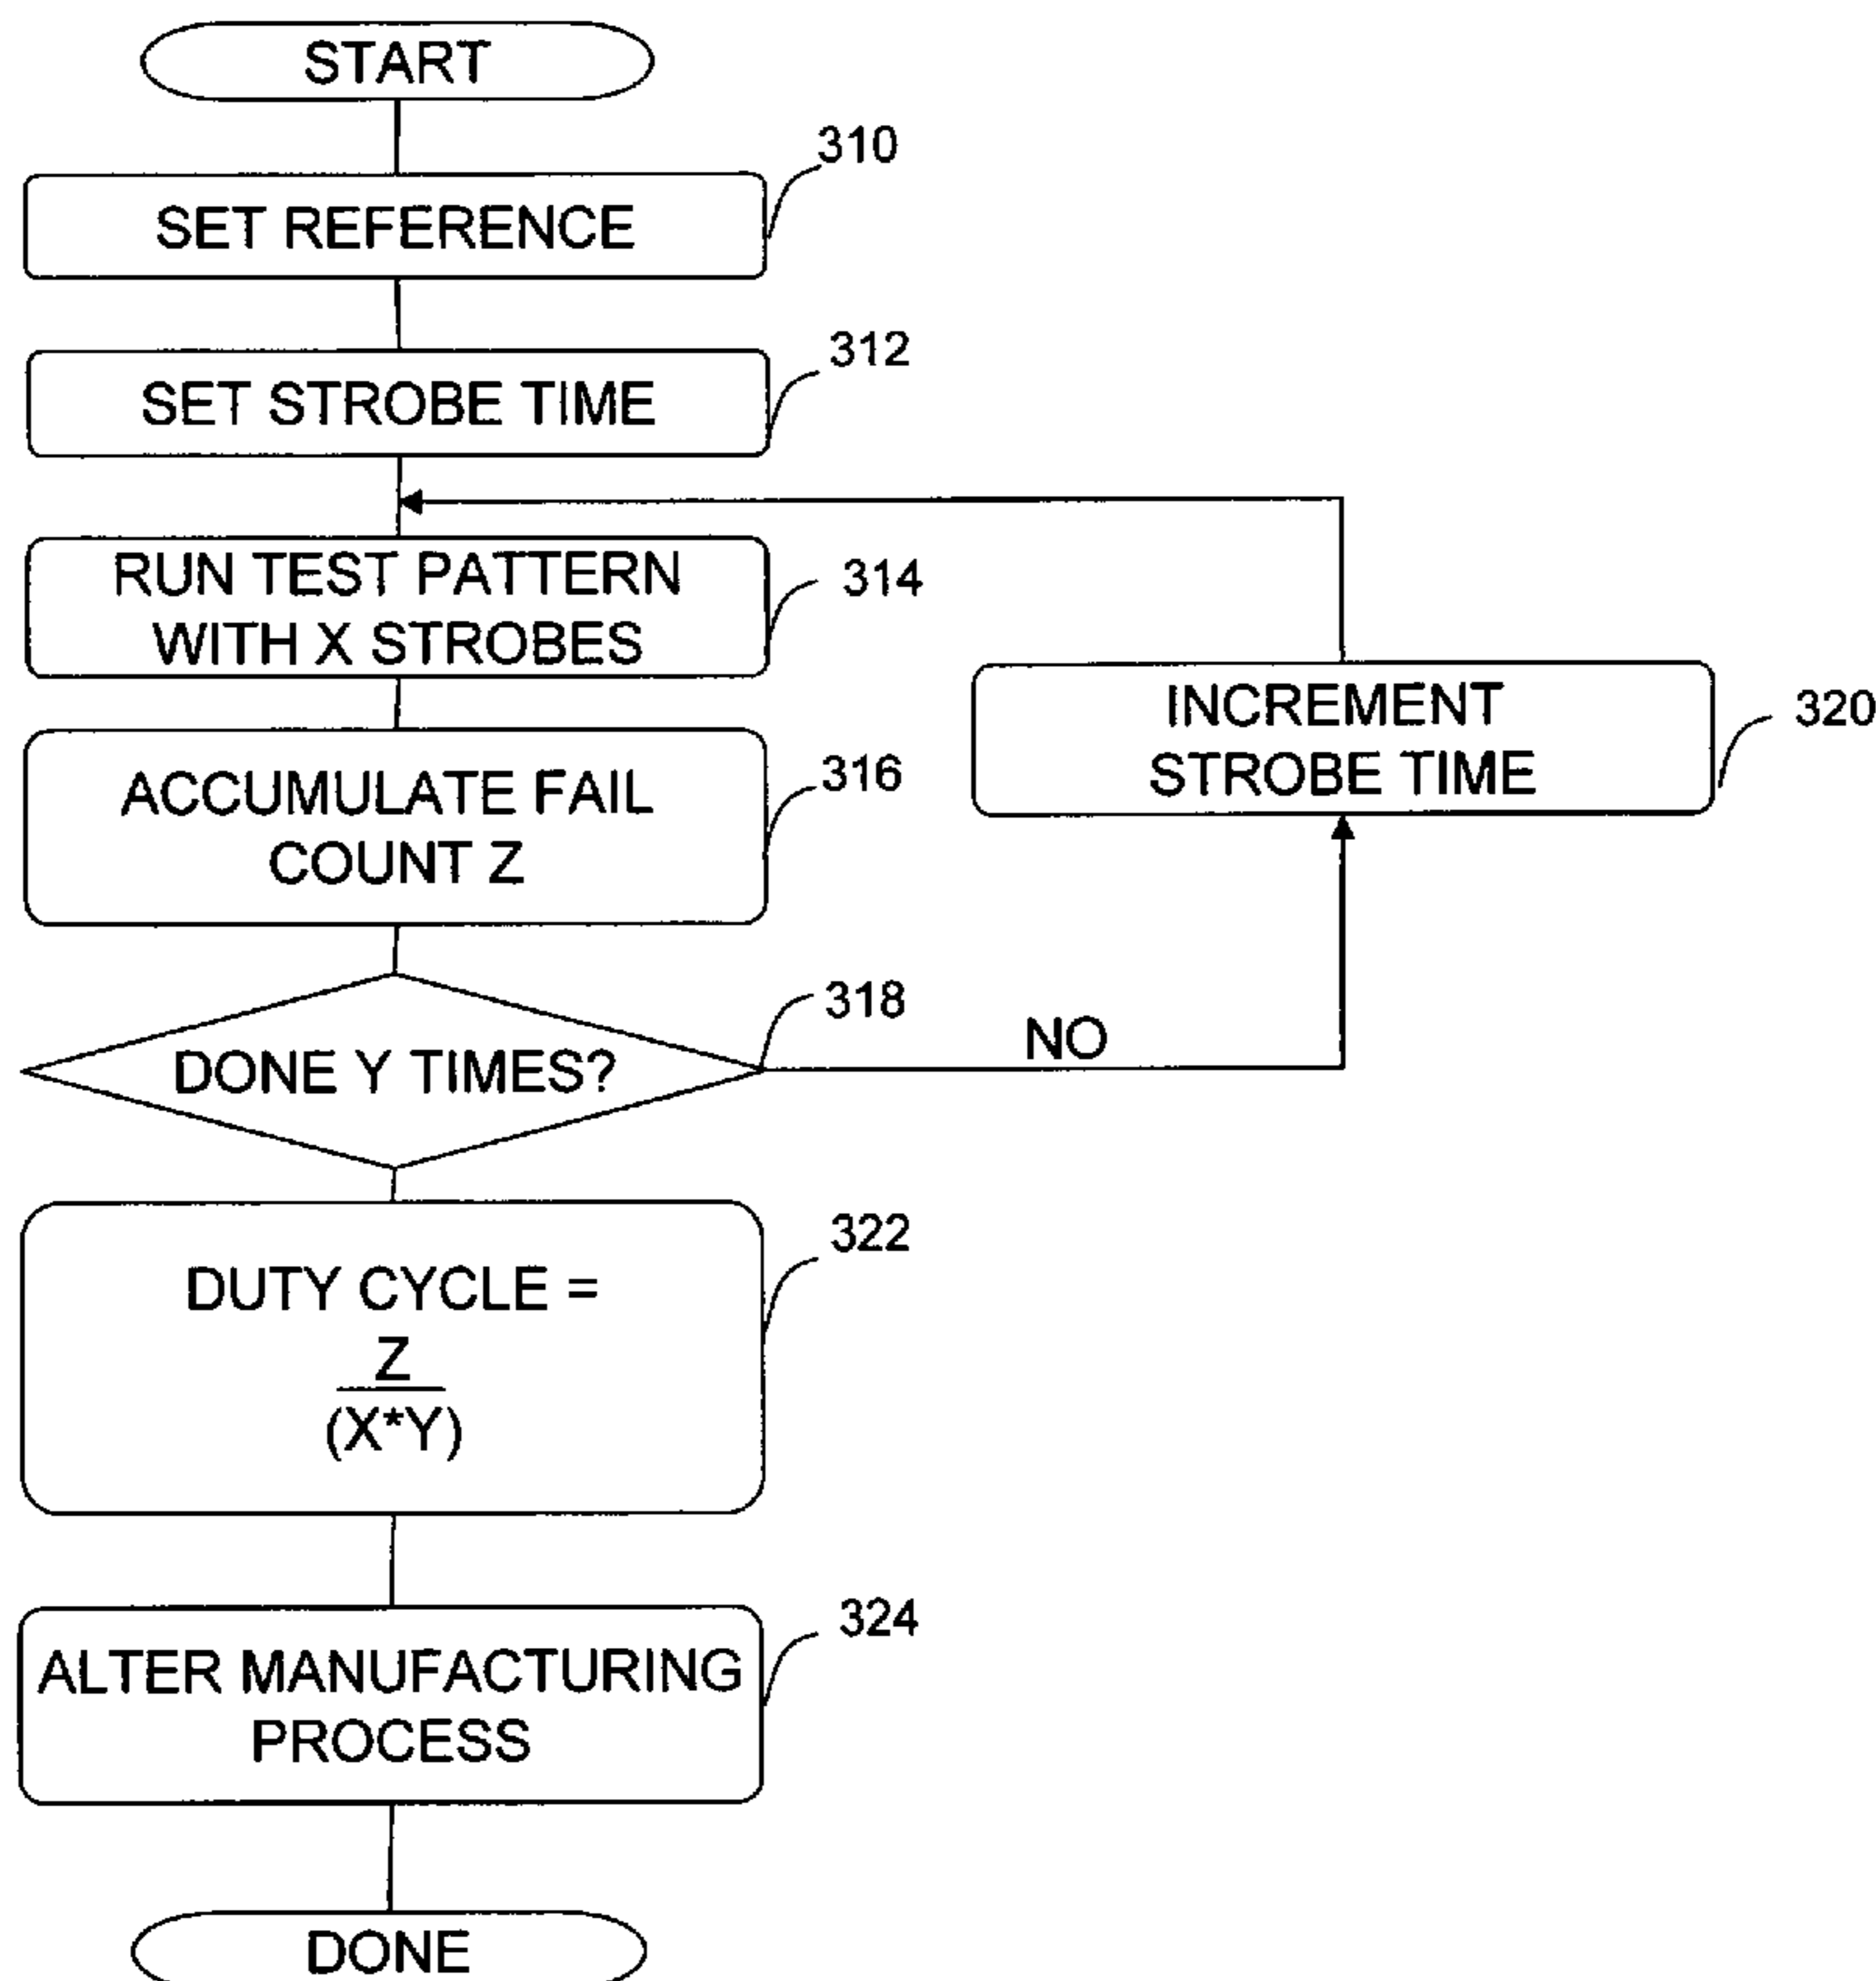 START
310
SET REFERENCE
312
SET STROBE TIME
RUN TEST PATTERN
WITH X STROBES
314
INCREMENT
STROBE TIME
320
ACCUMULATE FAIL
COUNT Z
316
318
DONE Y TIMES?
NO
322
DUTY CYCLE =
Z
(X*Y)
324
ALTER MANUFACTURING
PROCESS
DONE